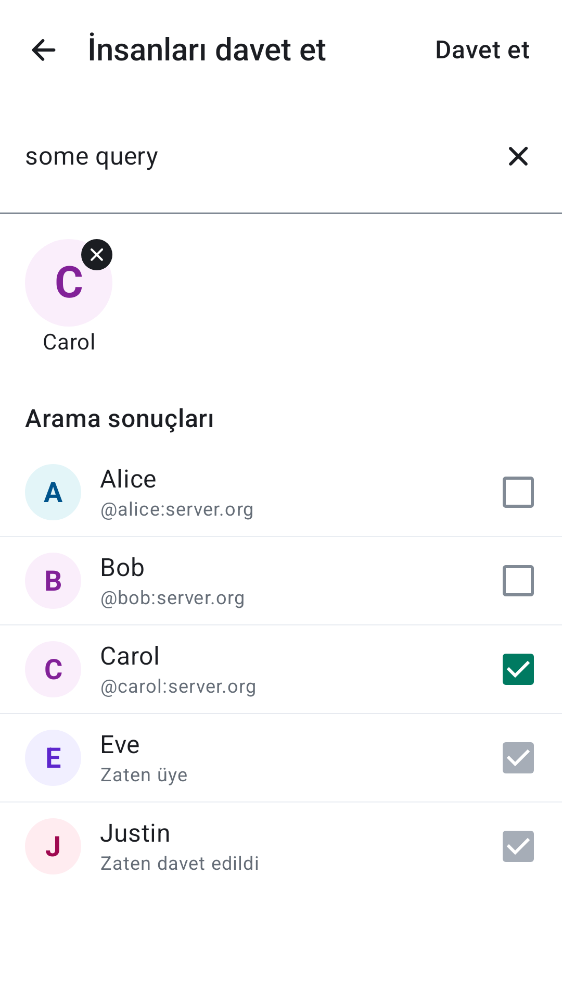 İnsanları davet et
Davet et
some query
C
Carol
Arama sonuçları
A
Alice
@alice:server.org
B
Bob
@bob:server.org
C
Carol
@carol:server.org
E
Eve
Zaten üye
J
Justin
Zaten davet edildi